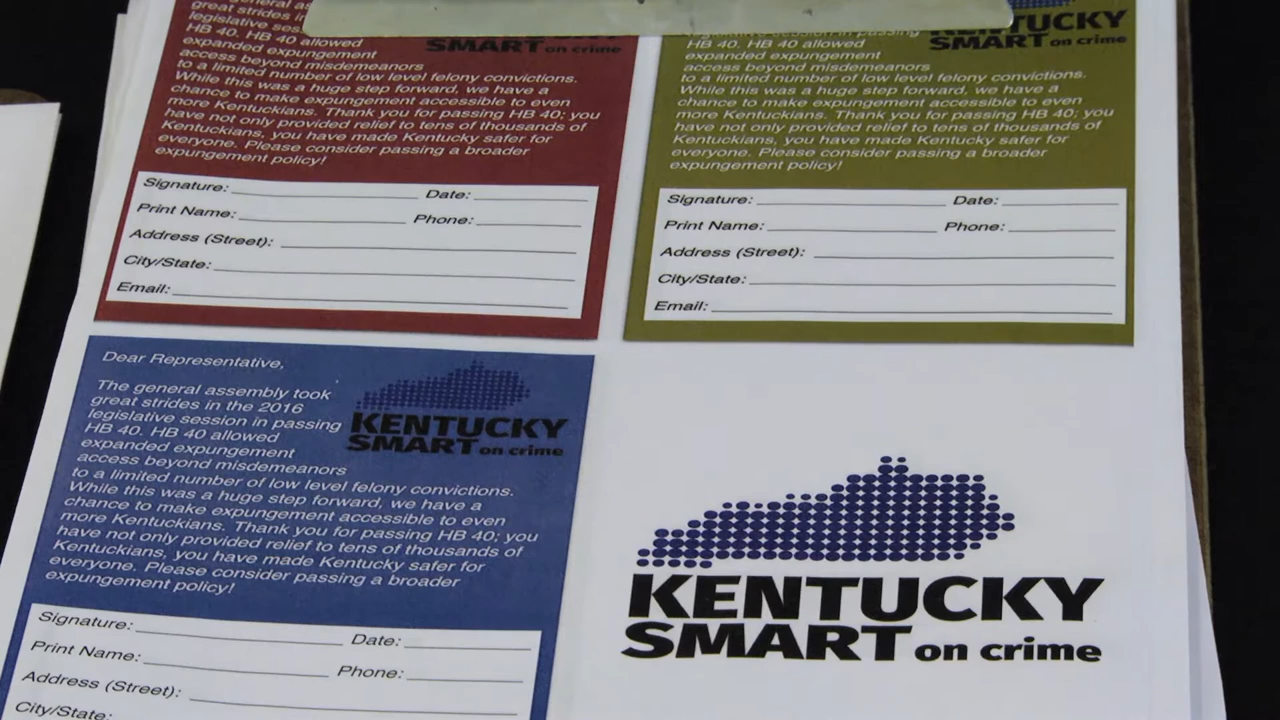 general as
great strides in
legislative ses
HB 40. HB 40 allowed
expanded expungement
access beyond misdemeanors
to a limited number of low level felony convictions.
While this was a huge step forward, we have a
chance to make expungement accessible to even
more Kentuckians. Thank you for passing HB 40; you
have not only provided relief to tens of thousands of
Kentuckians, you have made Kentucky safer for
everyone. Please consider passing a broader
expungement policy!
SMART on crime
Signature: Date:
Print Name: Phone:
Address (Street):
City/State:
Email:
HB 40. HB 40 allowed
expanded expungement
access beyond misdemeanors
to a limited number of low level felony convictions.
While this was a huge step forward, we have a
chance to make expungement accessible to even
more Kentuckians. Thank you for passing HB 40; you
have not only provided relief to tens of thousands of
Kentuckians, you have made Kentucky safer for
everyone. Please consider passing a broader
expungement policy!
KENTUCKY
SMART on crime
Signature: Date:
Print Name: Phone:
Address (Street):
City/State:
Email:
Dear Representative,
The general assembly took
great strides in the 2016
legislative session in passing
HB 40. HB 40 allowed
expanded expungement
access beyond misdemeanors
to a limited number of low level felony convictions.
While this was a huge step forward, we have a
chance to make expungement accessible to even
more Kentuckians. Thank you for passing HB 40; you
have not only provided relief to tens of thousands of
Kentuckians, you have made Kentucky safer for
everyone. Please consider passing a broader
expungement policy!
KENTUCKY
SMART on crime
Signature: Date:
Print Name: Phone:
Address (Street):
City/State:
KENTUCKY
SMART on crime